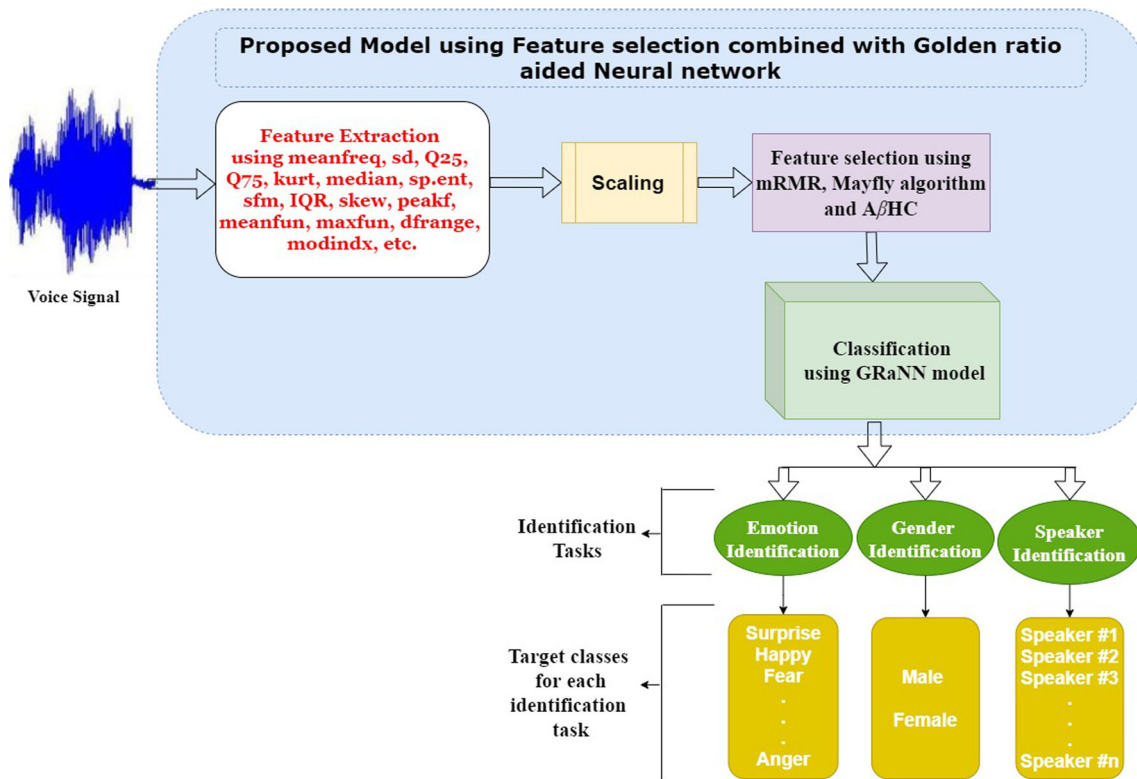 Proposed Model using Feature selection combined with Golden ratio
aided Neural network
Voice Signal
Feature Extraction
using meanfreq, sd, Q25,
Q75, kurt, median, sp.ent,
sfm, IQR, skew, peakf,
meanfun, maxfun, dfrange,
modindx, etc.
Scaling
Feature selection using
mRMR, Mayfly algorithm
and AβHC
Classification
using GRaNN model
Identification
Tasks
Emotion
Identification
Gender
Identification
Speaker
Identification
Target classes
for each
identification
task
Surprise
Happy
Fear
.
.
.
Anger
Male
Female
Speaker #1
Speaker #2
Speaker #3
.
.
.
Speaker #n